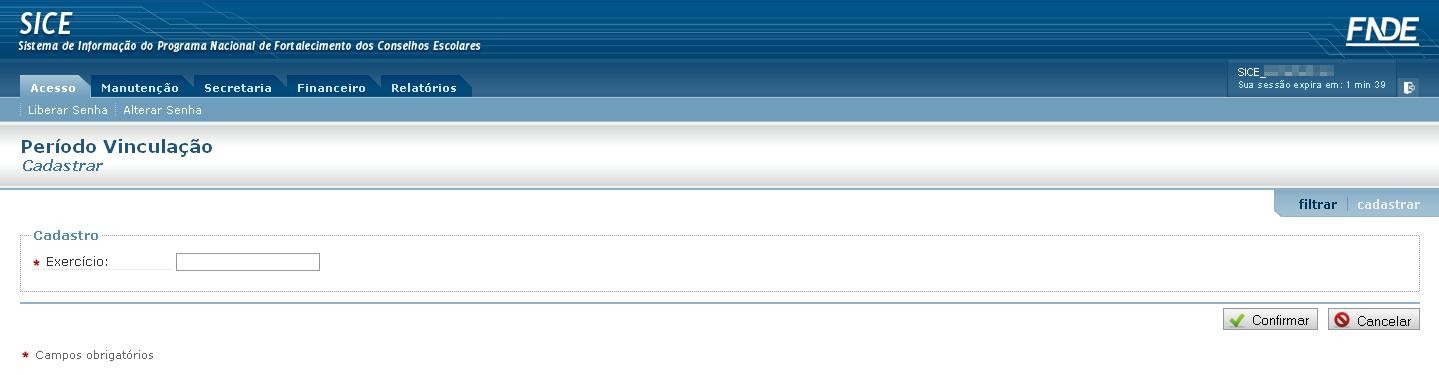 SICE
Sistema de Informação do Programa Nacional de Fortalecimento dos Conselhos Escolares
FNDE
Acesso Manutenção Secretaria Financeiro Relatórios
SICE_
Sua sessão expira em: 1 min 39
Liberar Senha Alterar Senha
Período Vinculação
Cadastrar
filtrar cadastrar
Cadastro
* Exercício:
Confirmar Cancelar
* Campos obrigatórios